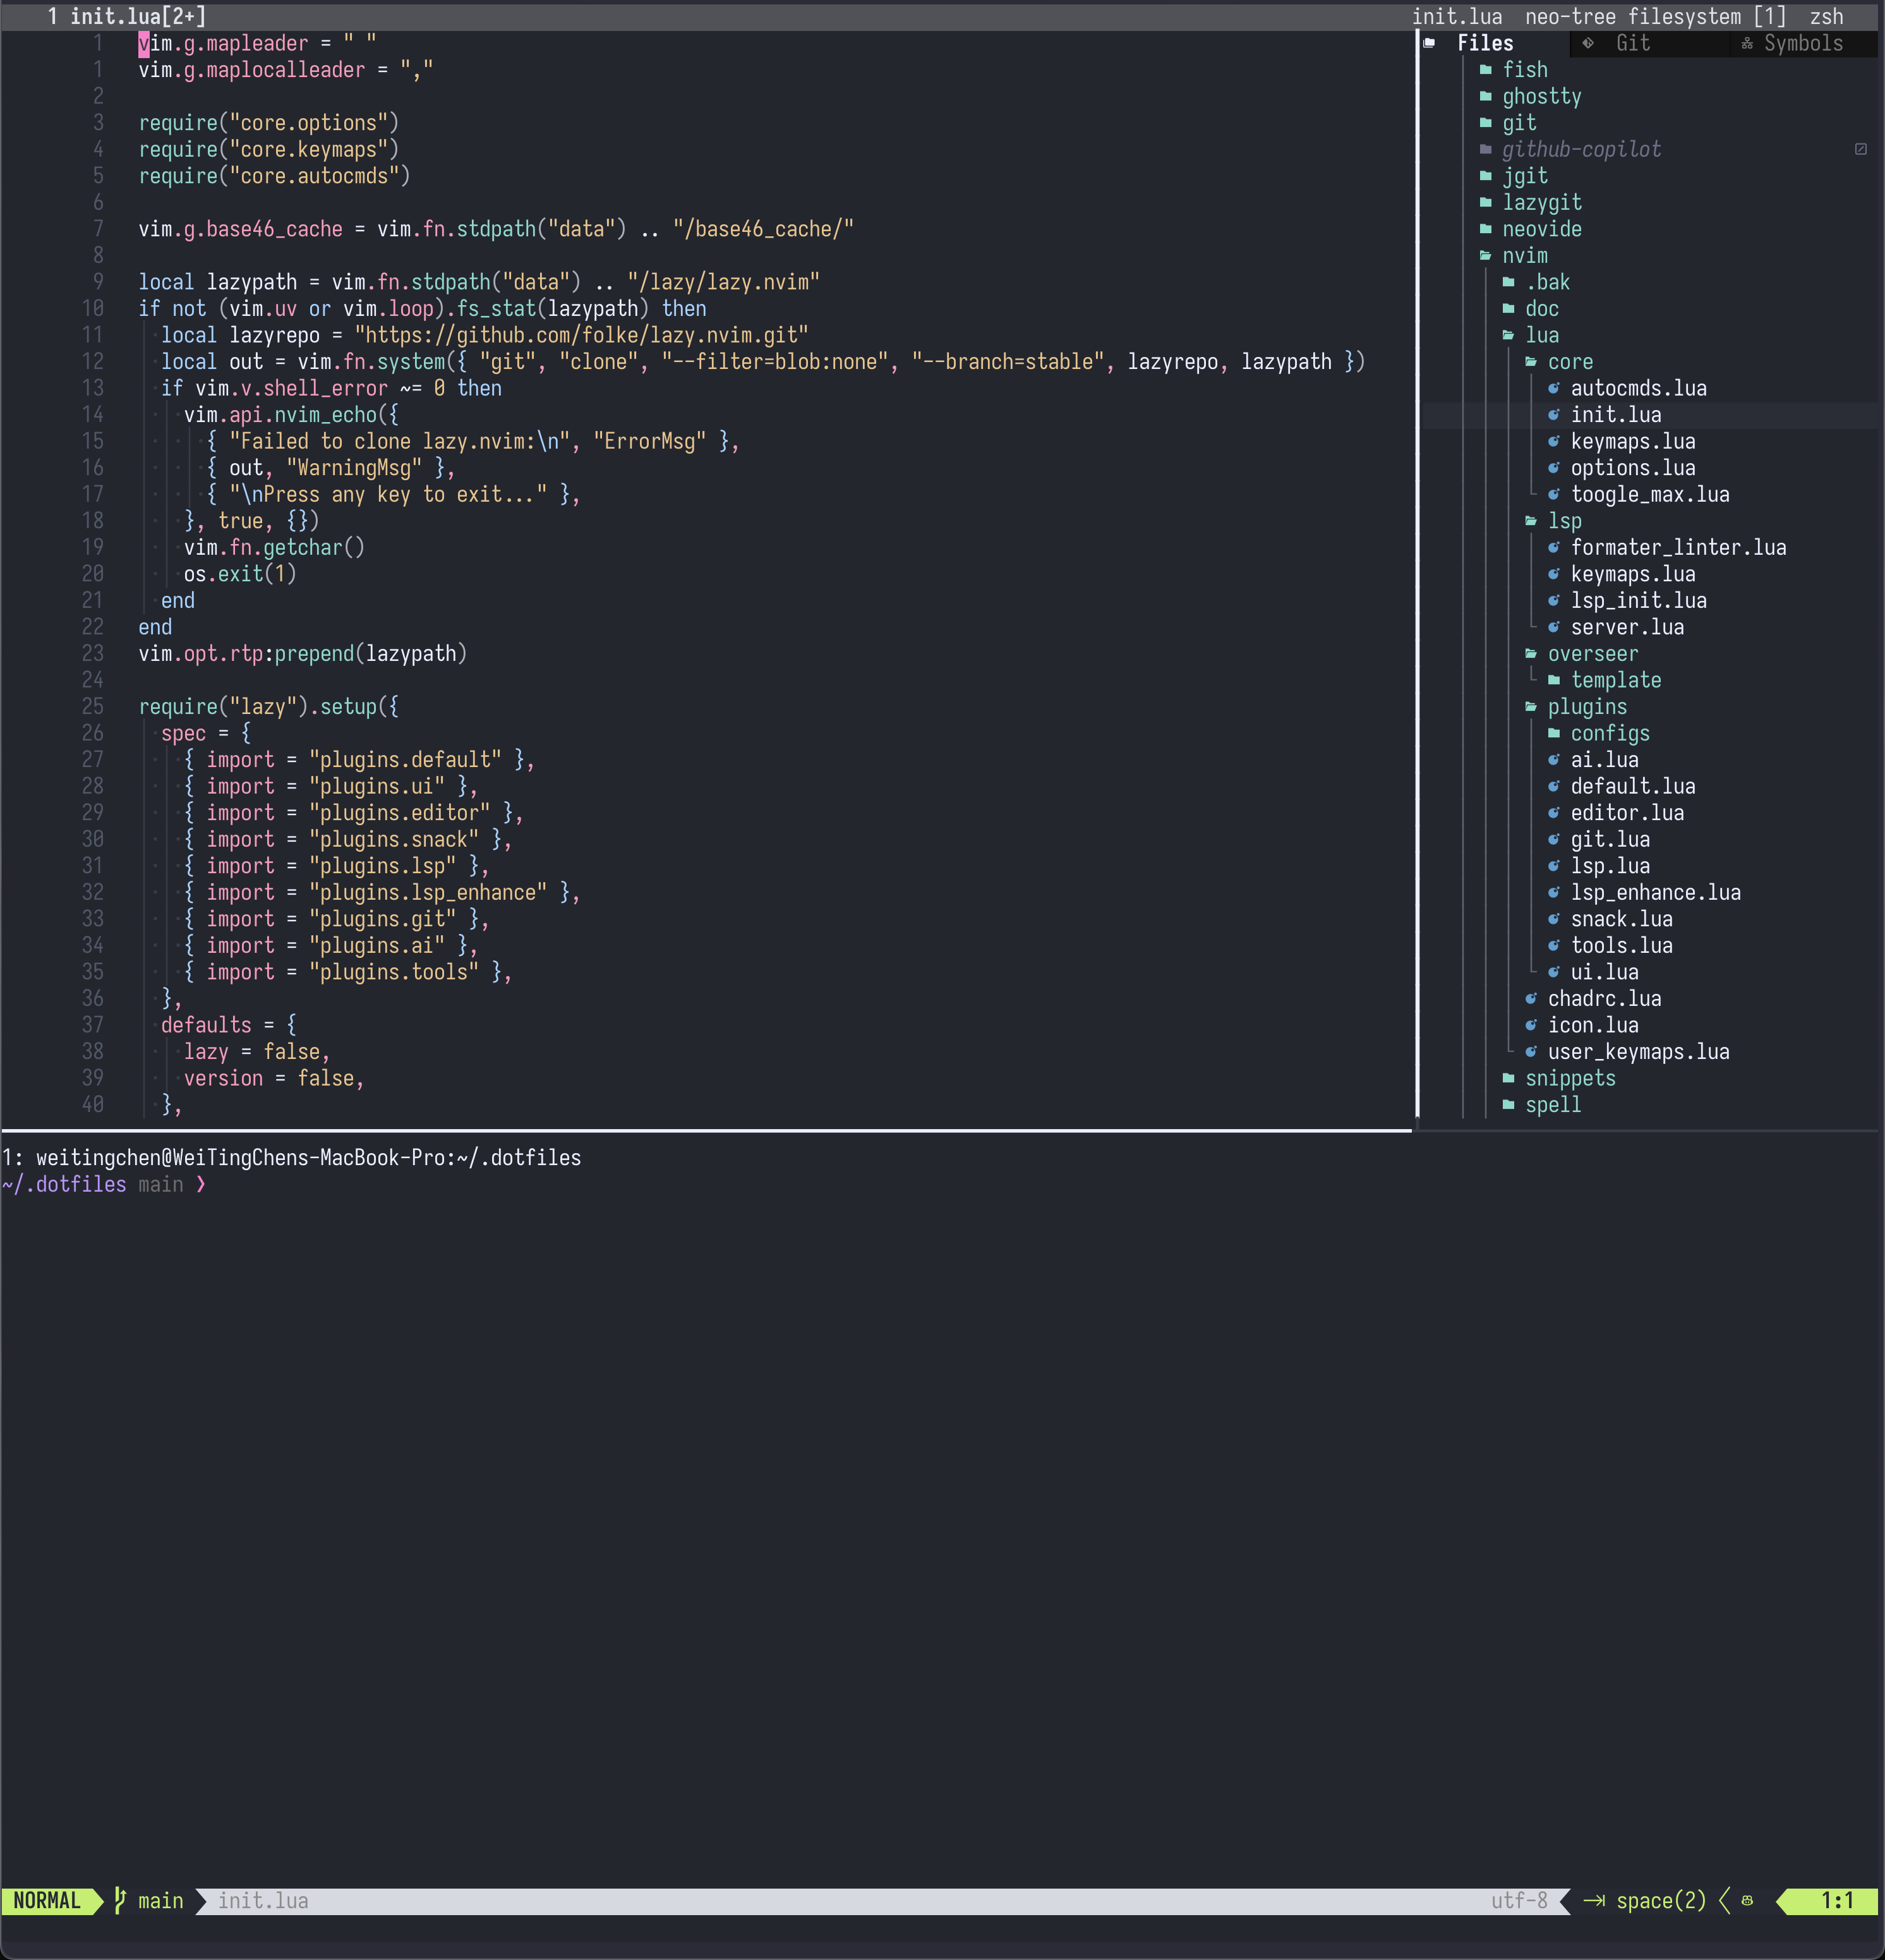 1 init.lua[2+] init.lua neo-tree filesystem [1] zsh
1 vim.g.mapleader = " "
1 vim.g.maplocalleader = ","
2
3 require("core.options")
4 require("core.keymaps")
5 require("core.autocmds")
6
7 vim.g.base46_cache = vim.fn.stdpath("data") .. "/base46_cache/"
8
9 local lazypath = vim.fn.stdpath("data") .. "/lazy/lazy.nvim"
10 if not (vim.uv or vim.loop).fs_stat(lazypath) then
11 local lazyrepo = "https://github.com/folke/lazy.nvim.git"
12 local out = vim.fn.system({ "git", "clone", "--filter=blob:none", "--branch=stable", lazyrepo, lazypath })
13 if vim.v.shell_error ~= 0 then
14 vim.api.nvim_echo({
15 { "Failed to clone lazy.nvim:\n", "ErrorMsg" },
16 { out, "WarningMsg" },
17 { "\nPress any key to exit..." },
18 }, true, {})
19 vim.fn.getchar()
20 os.exit(1)
21 end
22 end
23 vim.opt.rtp:prepend(lazypath)
24
25 require("lazy").setup({
26 spec = {
27 { import = "plugins.default" },
28 { import = "plugins.ui" },
29 { import = "plugins.editor" },
30 { import = "plugins.snack" },
31 { import = "plugins.lsp" },
32 { import = "plugins.lsp_enhance" },
33 { import = "plugins.git" },
34 { import = "plugins.ai" },
35 { import = "plugins.tools" },
36 },
37 defaults = {
38 lazy = false,
39 version = false,
40 },
Files Git Symbols
fish
ghostty
git
github-copilot
jgit
lazygit
neovide
nvim
.bak
doc
lua
core
autocmds.lua
init.lua
keymaps.lua
options.lua
toogle_max.lua
lsp
formater_linter.lua
keymaps.lua
lsp_init.lua
server.lua
overseer
template
plugins
configs
ai.lua
default.lua
editor.lua
git.lua
lsp.lua
lsp_enhance.lua
snack.lua
tools.lua
ui.lua
chadrc.lua
icon.lua
user_keymaps.lua
snippets
spell
1: weitingchen@WeiTingChens-MacBook-Pro:~/.dotfiles
~/.dotfiles main ❯
NORMAL main init.lua utf-8 space(2) 1:1